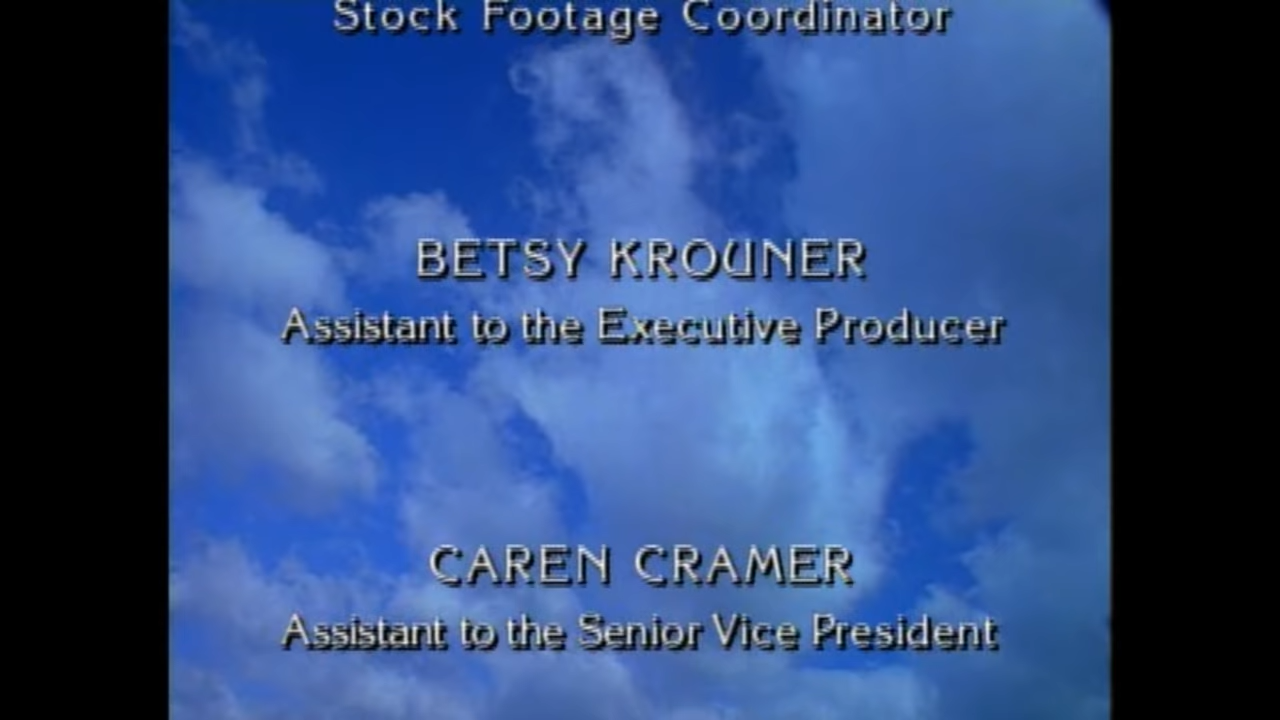 Stock Footage Coordinator
BETSY KROUNER
Assistant to the Executive Producer
CAREN CRAMER
Assistant to the Senior Vice President